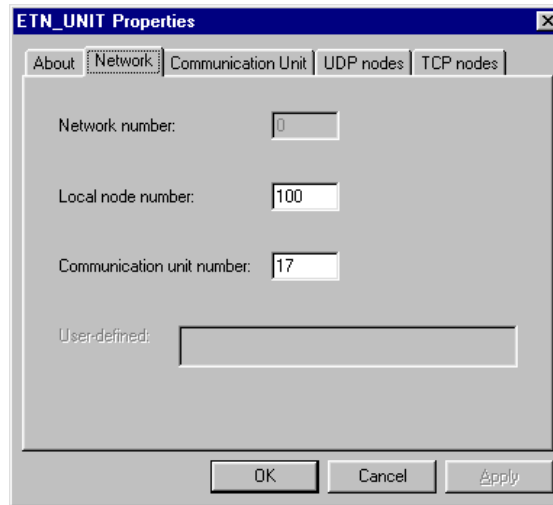 ETN_UNIT Properties
About Network Communication Unit UDP nodes TCP nodes
Network number: 0
Local node number: 100
Communication unit number: 17
User-defined:
OK Cancel Apply